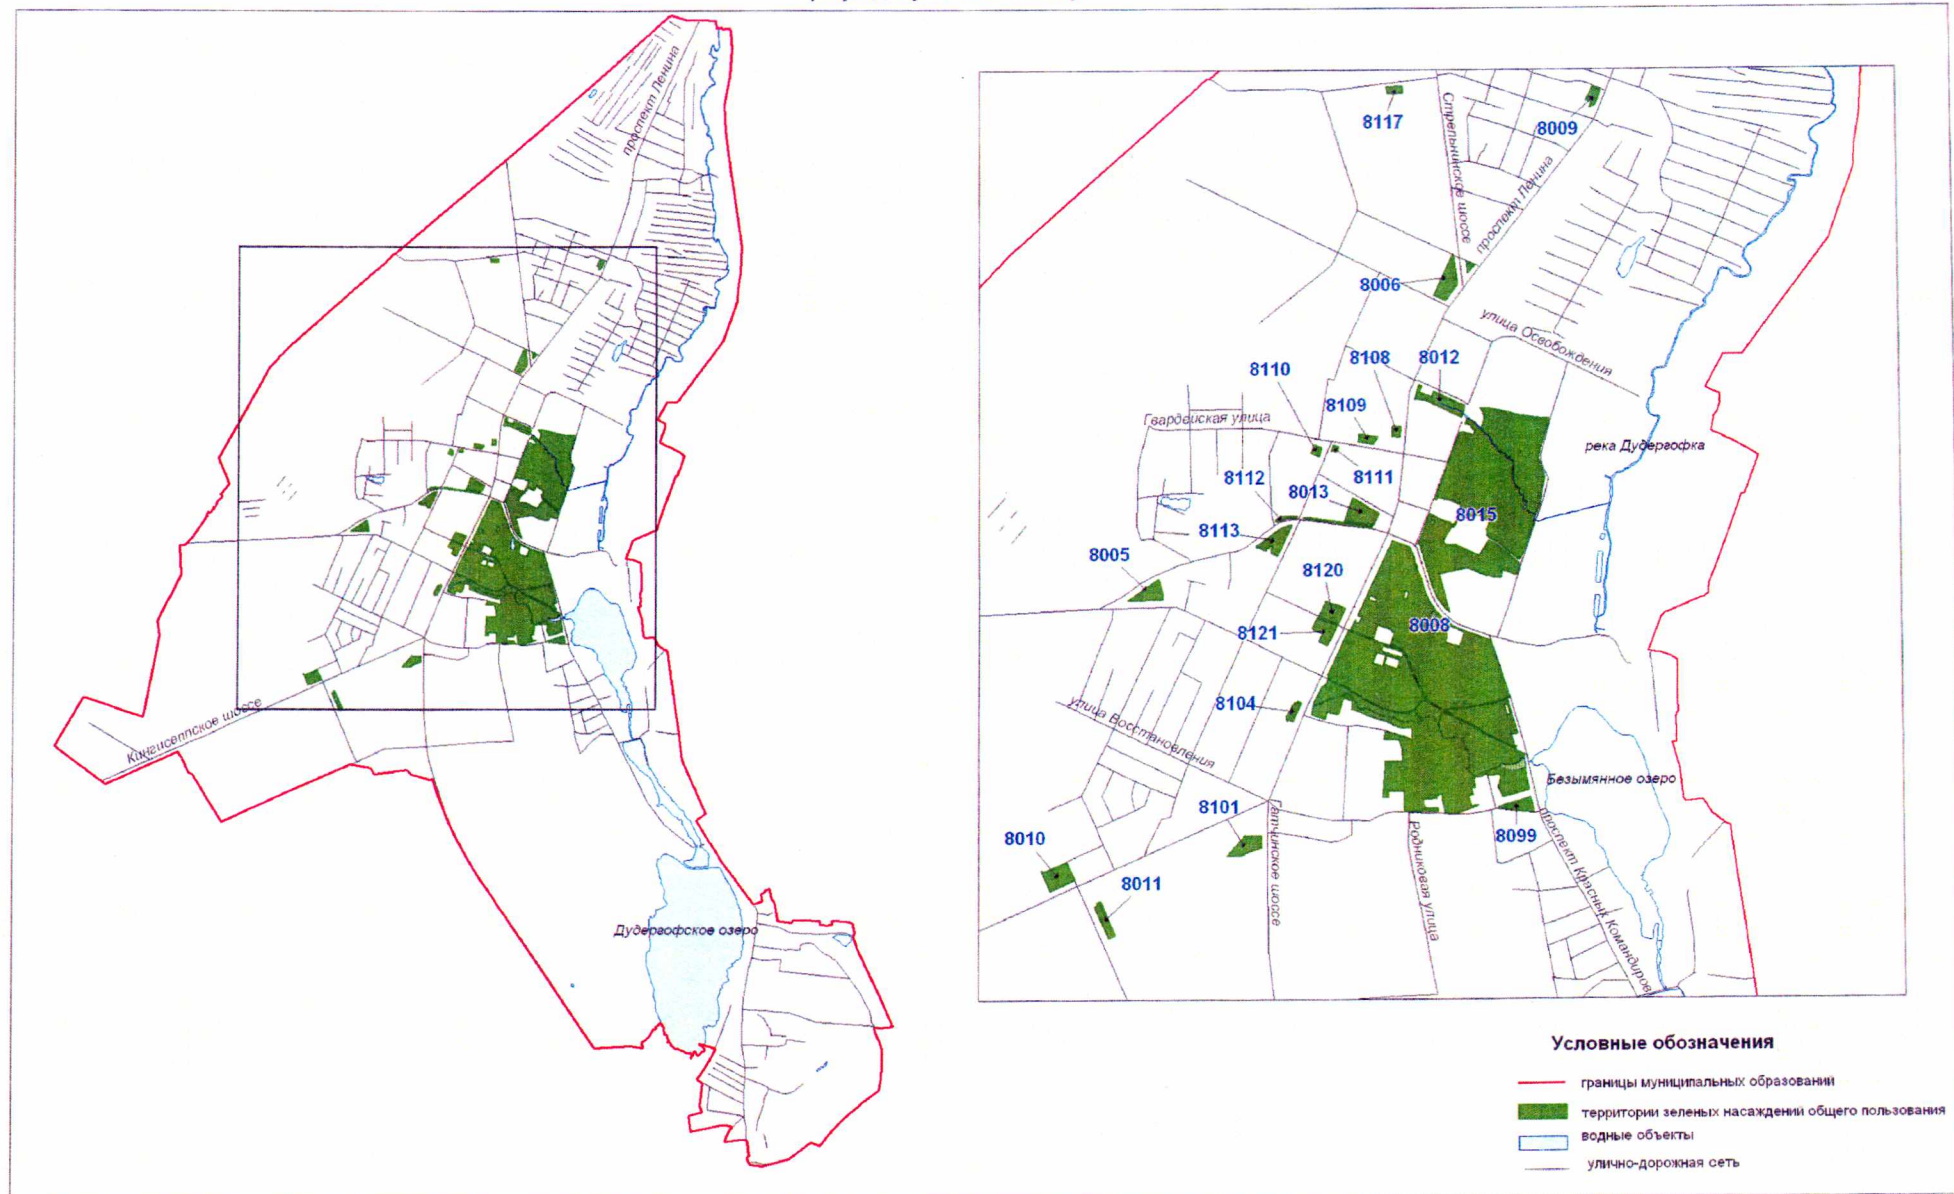 проспект Ленина
Кингисеппское шоссе
Дудергофское озеро
8117
8009
Стрельнинское шоссе
проспект Ленина
8006
улица Освобождения
8110
8108
8012
8109
Гвардейская улица
река Дудергофка
8111
8112
8013
8015
8113
8005
8120
8008
8121
8104
улица Восстановления
Безымянное озеро
8101
8010
8099
8011
Гатчинское шоссе
Родниковая улица
проспект Красных Командиров
Условные обозначения
границы муниципальных образований
территории зеленых насаждений общего пользования
водные объекты
улично-дорожная сеть